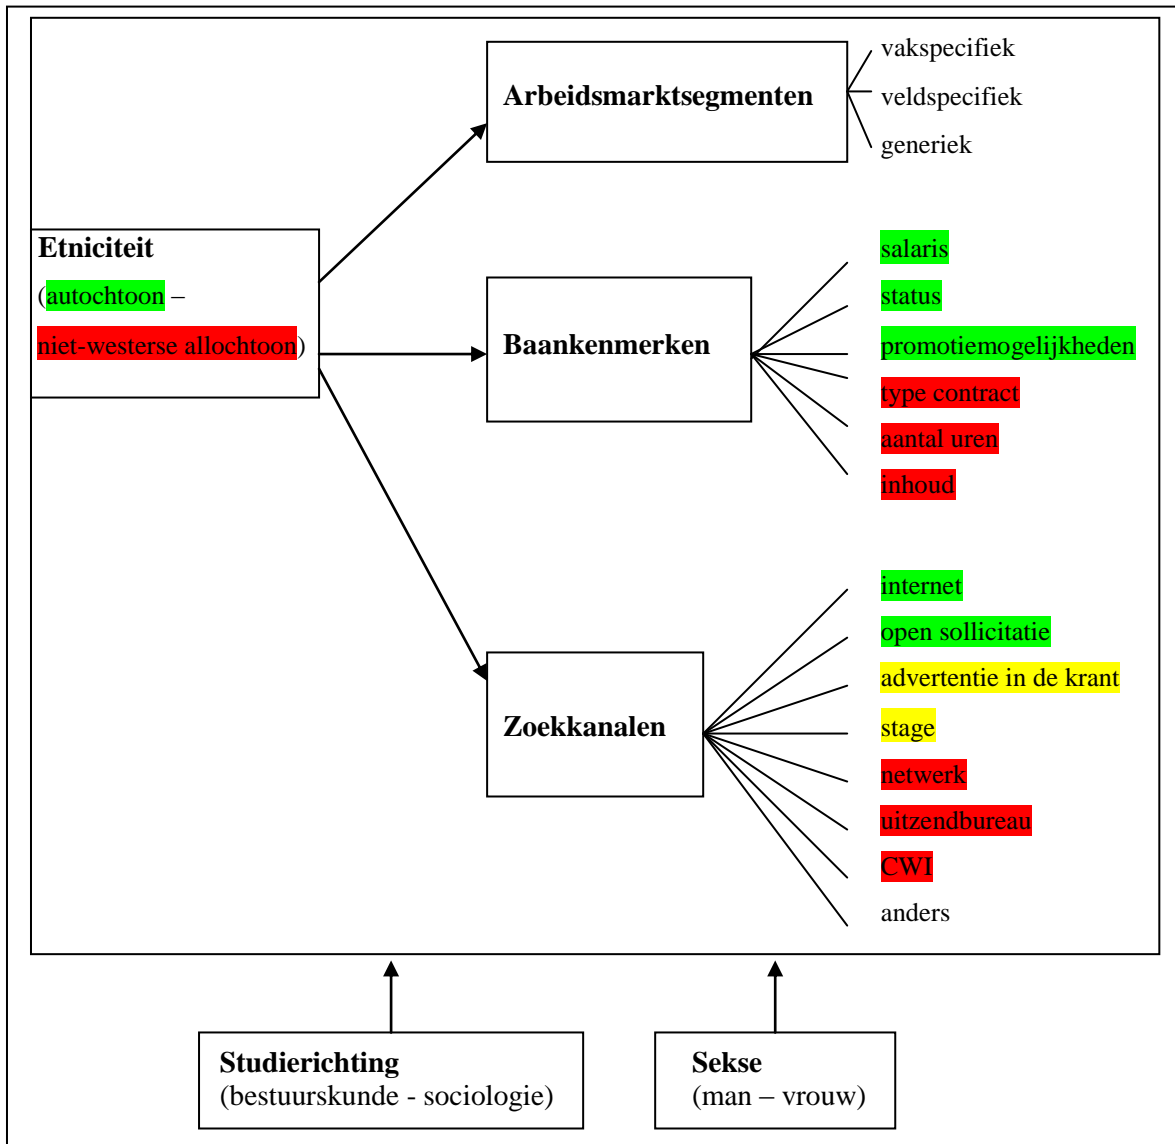 Arbeidsmarktsegmenten
vakspecifiek
veldspecifiek
generiek
Etniciteit
(autochtoon –
niet-westerse allochtoon)
Baankenmerken
salaris
status
promotiemogelijkheden
type contract
aantal uren
inhoud
Zoekkanalen
internet
open sollicitatie
advertentie in de krant
stage
netwerk
uitzendbureau
CWI
anders
Studierichting
(bestuurskunde - sociologie)
Sekse
(man – vrouw)